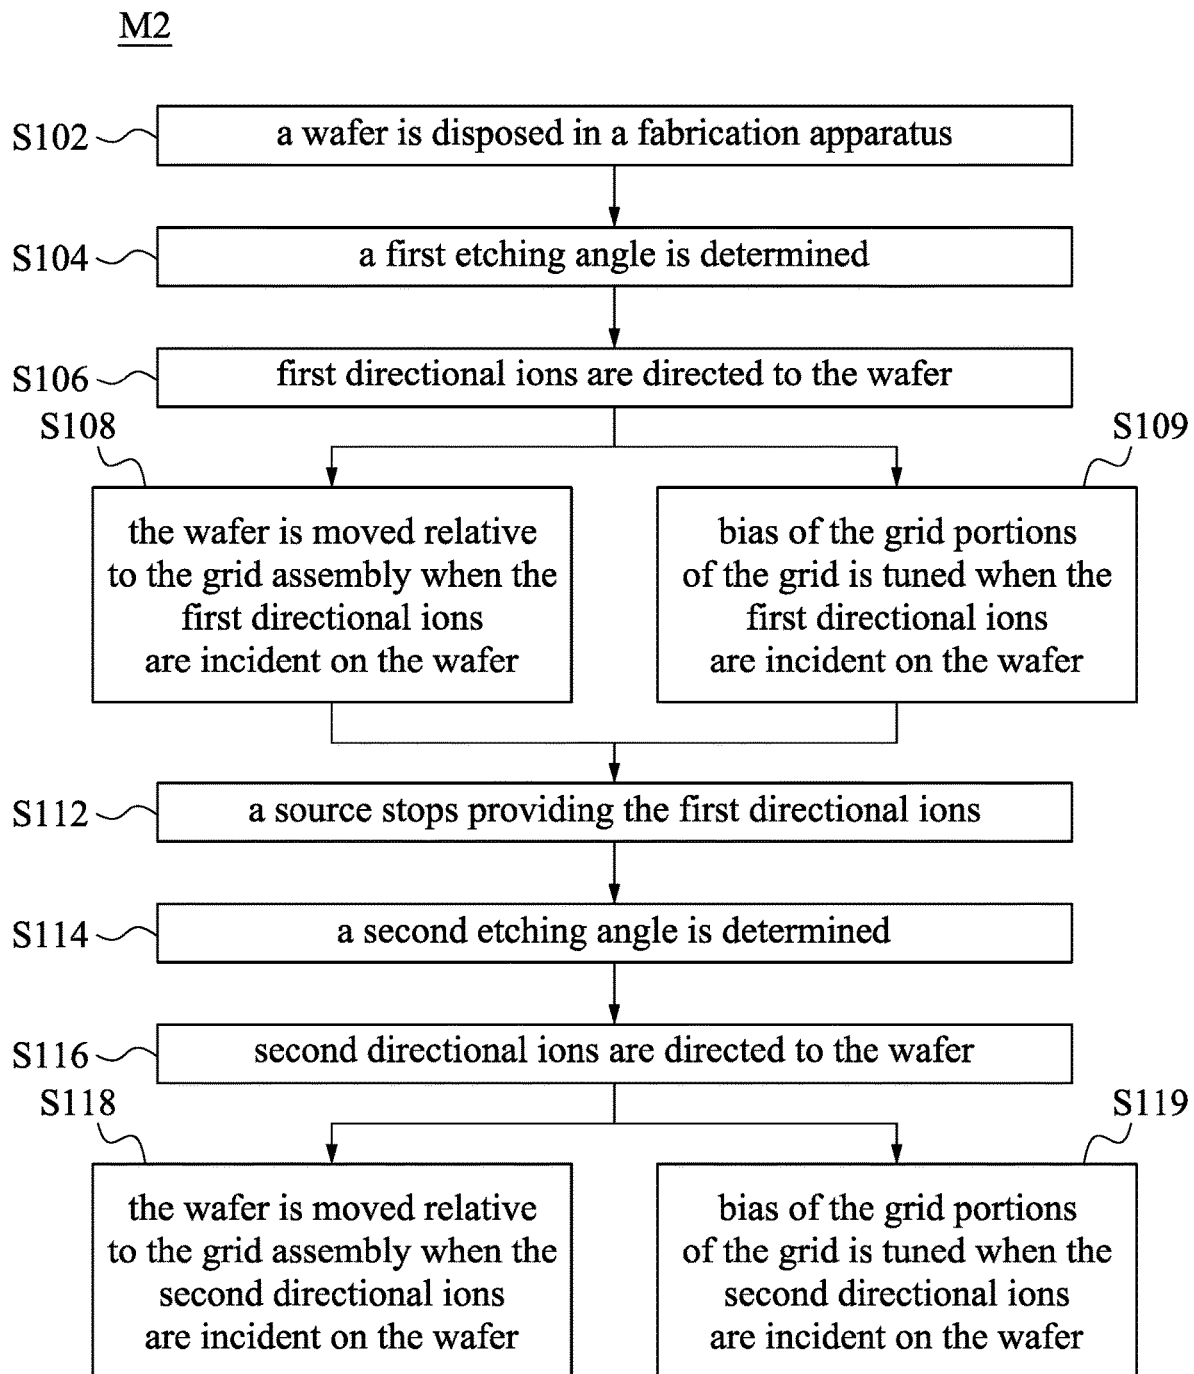 M2
S102
a wafer is disposed in a fabrication apparatus
S104
a first etching angle is determined
S106
first directional ions are directed to the wafer
S108
the wafer is moved relative
to the grid assembly when the
first directional ions
are incident on the wafer
S109
bias of the grid portions
of the grid is tuned when the
first directional ions
are incident on the wafer
S112
a source stops providing the first directional ions
S114
a second etching angle is determined
S116
second directional ions are directed to the wafer
S118
the wafer is moved relative
to the grid assembly when the
second directional ions
are incident on the wafer
S119
bias of the grid portions
of the grid is tuned when the
second directional ions
are incident on the wafer